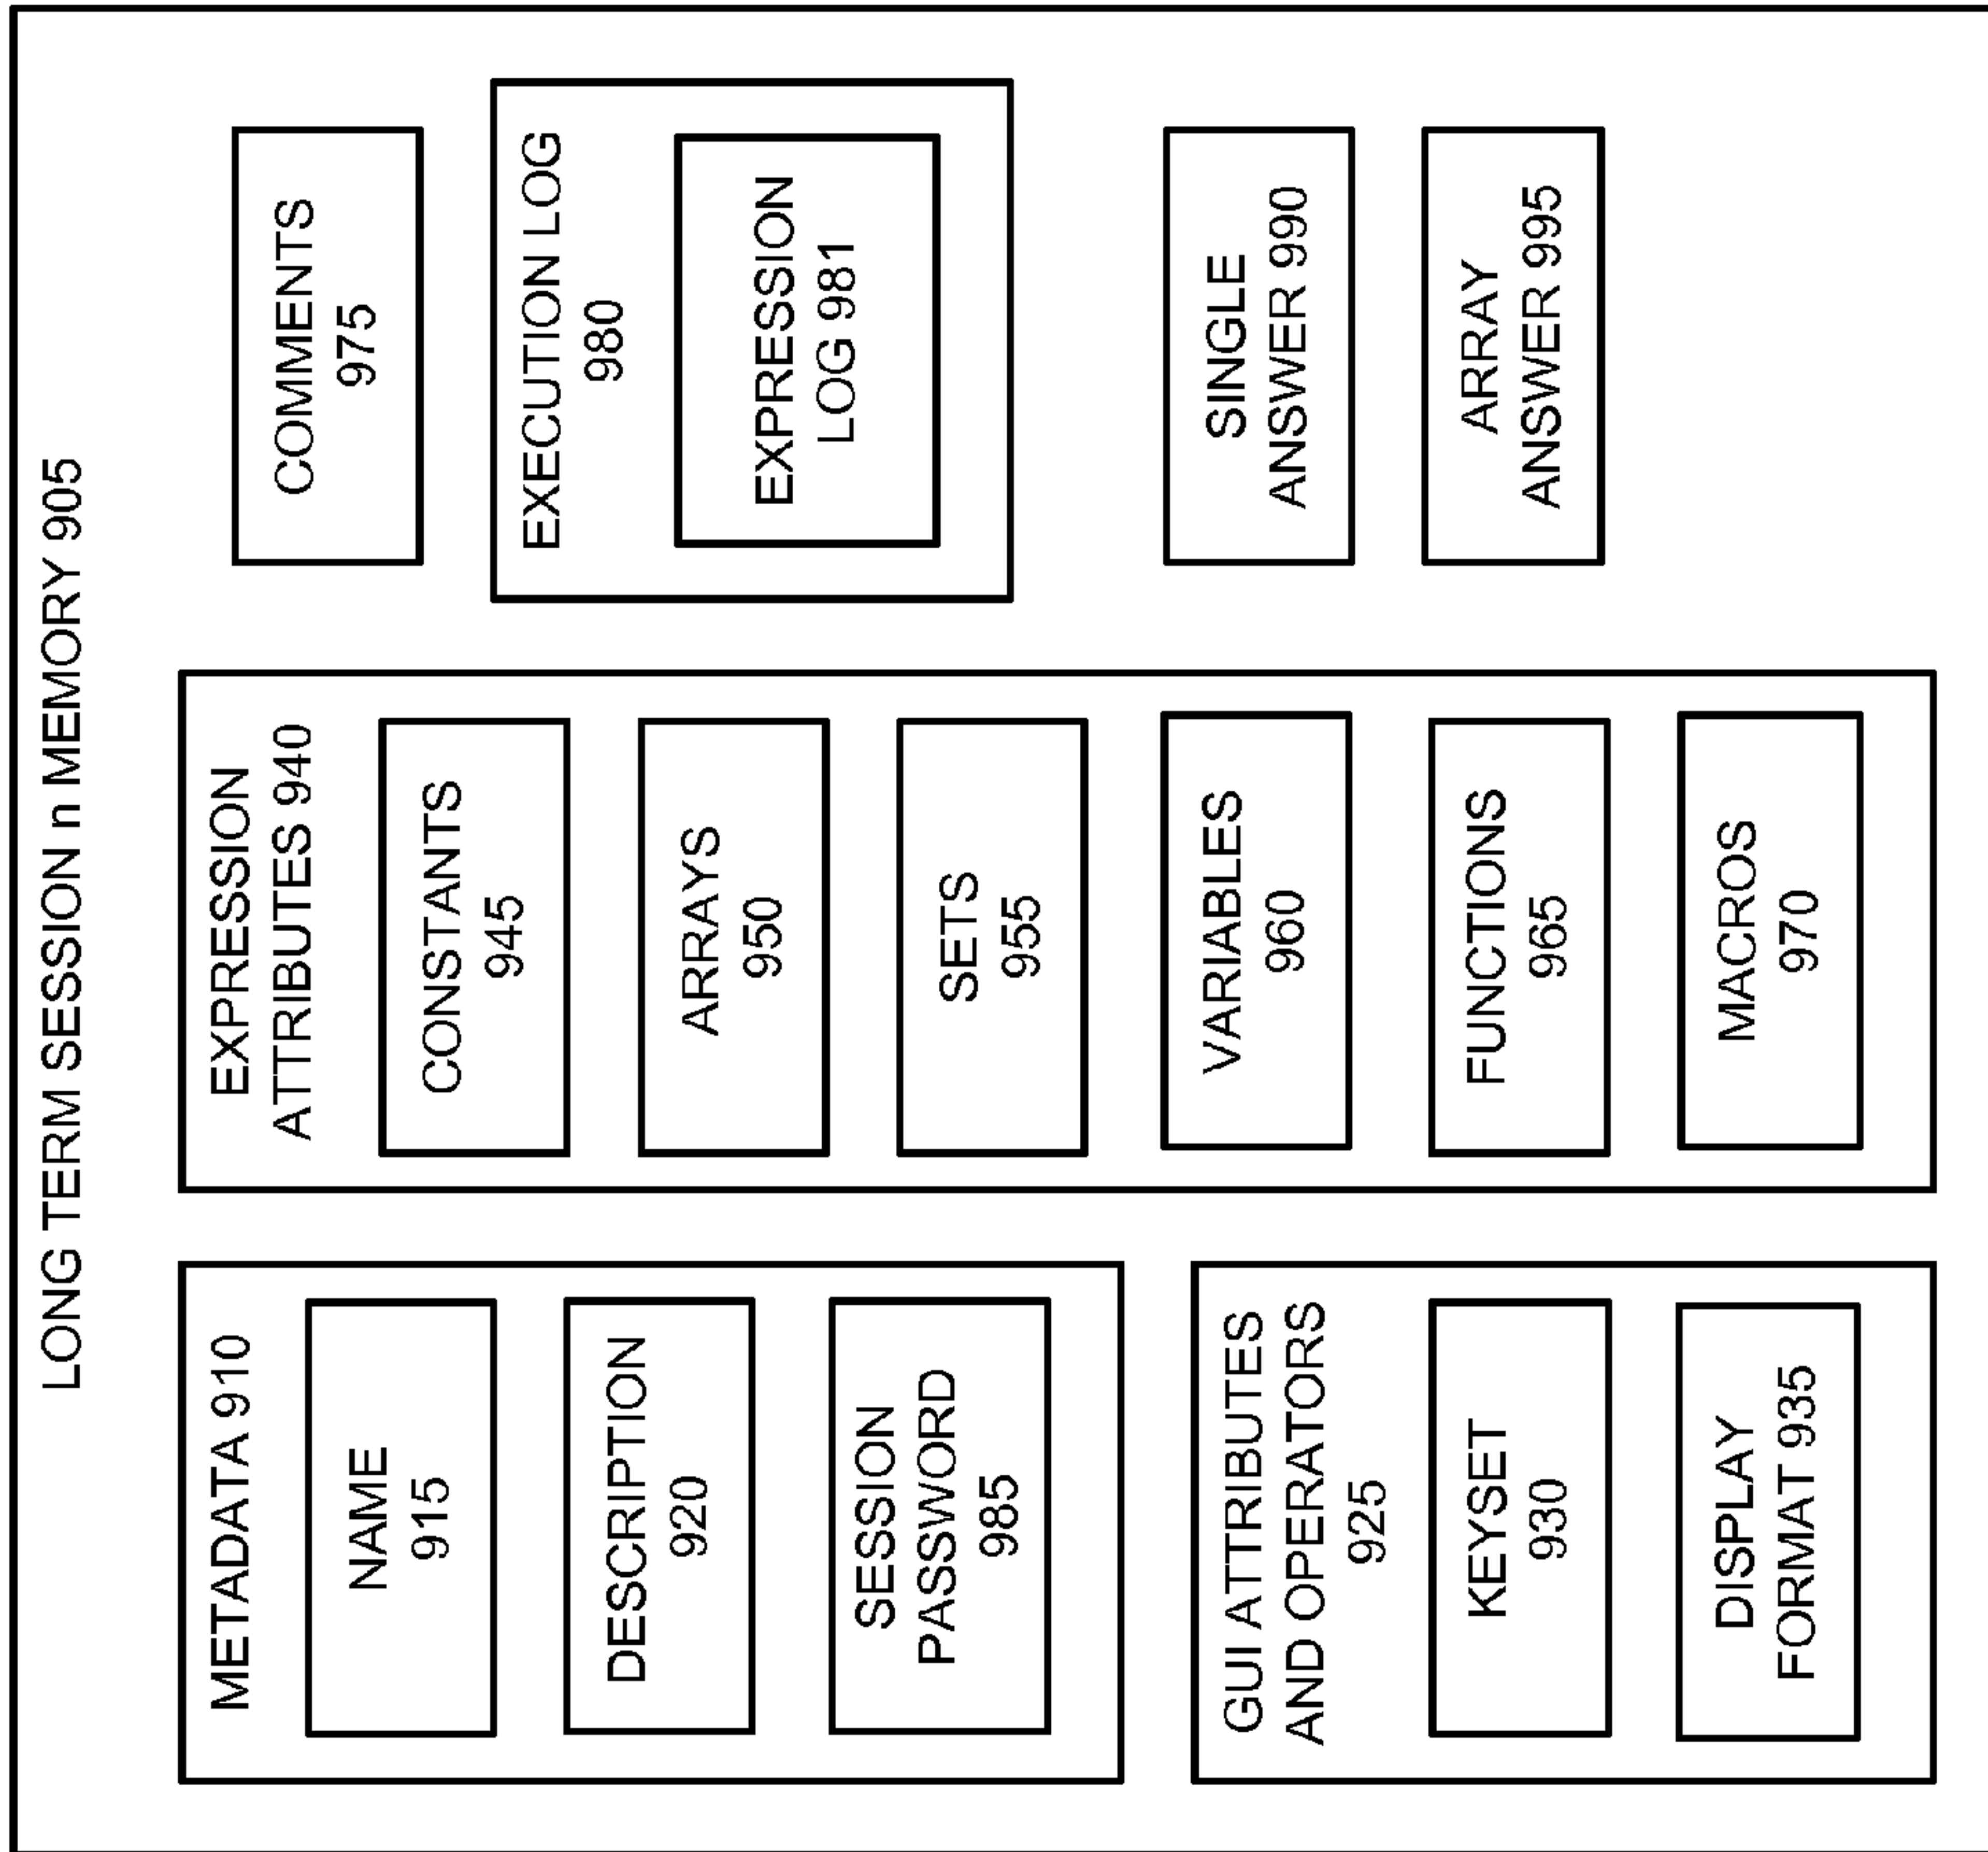 LONG TERM SESSION n MEMORY 905
METADATA 910
NAME
915
DESCRIPTION
920
SESSION
PASSWORD
985
GUI ATTRIBUTES
AND OPERATORS
925
KEYSET
930
DISPLAY
FORMAT 935
EXPRESSION
ATTRIBUTES 940
CONSTANTS
945
ARRAYS
950
SETS
955
VARIABLES
960
FUNCTIONS
965
MACROS
970
COMMENTS
975
EXECUTION LOG
980
EXPRESSION
LOG 981
SINGLE
ANSWER 990
ARRAY
ANSWER 995